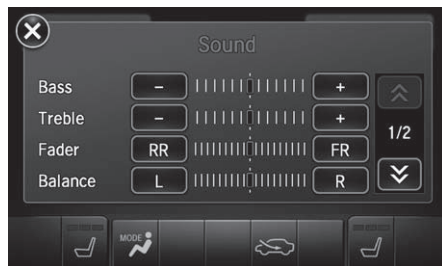 Sound
Bass - +
Treble - +
Fader RR FR
1/2
Balance L R
MODE